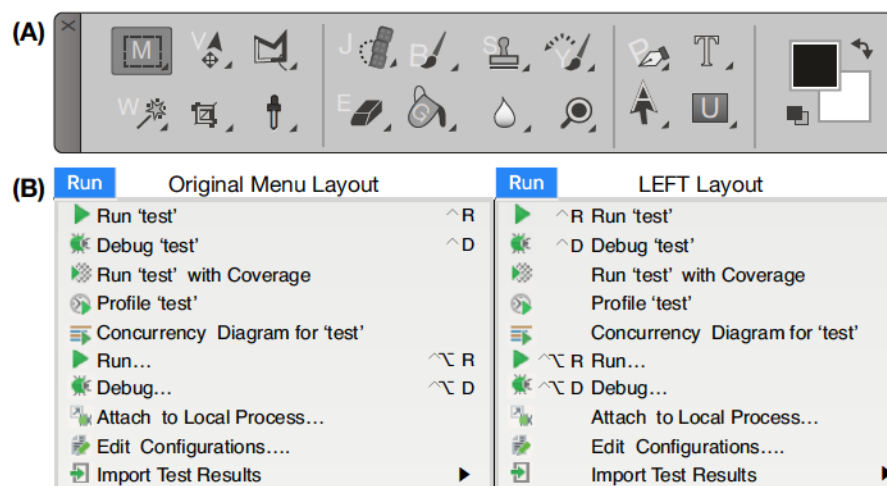 (A)
M V J B S Y P T
W E G A U
(B) Run Original Menu Layout Run LEFT Layout
Run 'test' ^ R ^ R Run 'test'
Debug 'test' ^ D ^ D Debug 'test'
Run 'test' with Coverage Run 'test' with Coverage
Profile 'test' Profile 'test'
Concurrency Diagram for 'test' Concurrency Diagram for 'test'
Run... ^⌥ R ^⌥ R Run...
Debug... ^⌥ D ^⌥ D Debug...
Attach to Local Process... Attach to Local Process...
Edit Configurations.... Edit Configurations....
Import Test Results Import Test Results